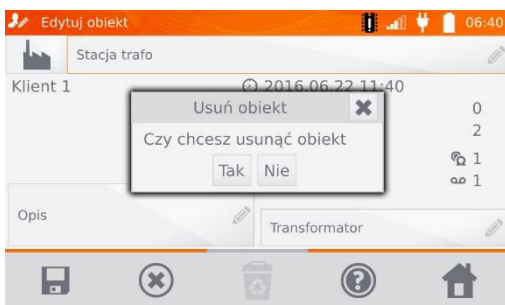 Edytuj obiekt
06:40
Stacja trafo
Klient 1
2016.06.22 11:40
Usuń obiekt
0
Czy chcesz usunąć obiekt
2
Tak Nie
1
1
Opis
Transformator